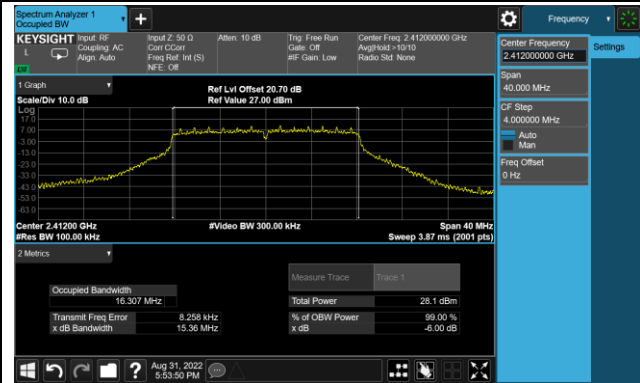 Spectrum Analyzer 1
Occupied BW
Frequency
KEYSIGHT
L
Input: RF
Coupling: AC
Align: Auto
Input Z: 50 Ω
Corr CCorr
Freq Ref: Int (S)
NFE: Off
Atten: 10 dB
Trig: Free Run
Gate: Off
#IF Gain: Low
Center Freq: 2.412000000 GHz
Avg|Hold:>10/10
Radio Std: None
Center Frequency
2.412000000 GHz
Settings
Span
40.000 MHz
CF Step
4.000000 MHz
Auto
Man
Freq Offset
0 Hz
1 Graph
Scale/Div 10.0 dB
Ref Lvl Offset 20.70 dB
Ref Value 27.00 dBm
Log
17.0
7.00
-3.00
-13.0
-23.0
-33.0
-43.0
-53.0
-63.0
Center 2.41200 GHz
#Res BW 100.00 kHz
#Video BW 300.00 kHz
Span 40 MHz
Sweep 3.87 ms (2001 pts)
2 Metrics
Measure Trace
Trace 1
Occupied Bandwidth
16.307 MHz
Total Power
28.1 dBm
Transmit Freq Error
8.258 kHz
% of OBW Power
99.00 %
x dB Bandwidth
15.36 MHz
x dB
-6.00 dB
Aug 31, 2022
5:53:50 PM